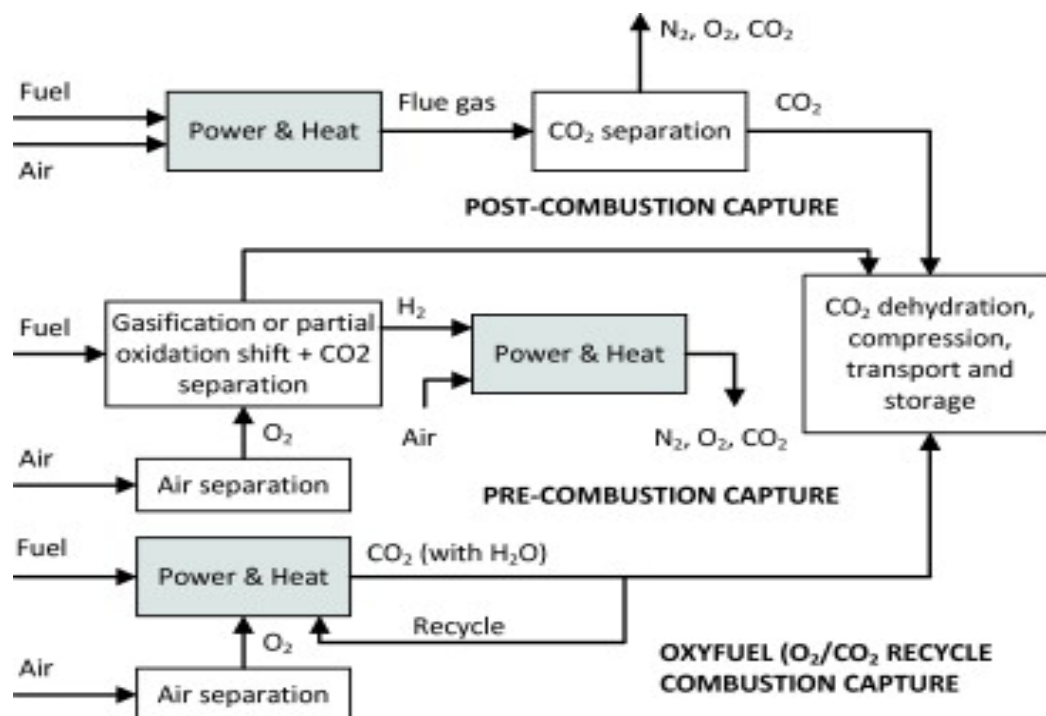 N₂, O₂, CO₂
Fuel
Air
Power & Heat
Flue gas
CO₂ separation
CO₂
POST-COMBUSTION CAPTURE
Fuel
Gasification or partial
oxidation shift + CO2
separation
H₂
Power & Heat
Air
N₂, O₂, CO₂
CO₂ dehydration,
compression,
transport and
storage
O₂
Air
Air separation
PRE-COMBUSTION CAPTURE
Fuel
Power & Heat
CO₂ (with H₂O)
Recycle
O₂
Air
Air separation
OXYFUEL (O₂/CO₂ RECYCLE
COMBUSTION CAPTURE